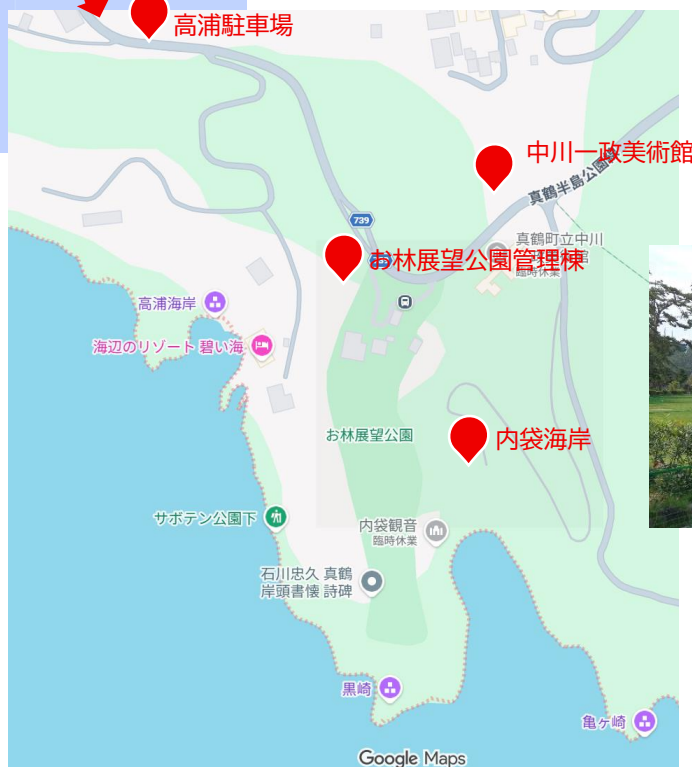 高浦駐車場
中川一政美術館
真鶴半島公園線
739
真鶴町立中川
臨時休業
お林展望公園管理棟
高浦海岸
海辺のリゾート 碧い海
お林展望公園
内袋海岸
サボテン公園下
内袋観音
臨時休業
石川忠久 真鶴
岸頭書懐 詩碑
黒崎
亀ヶ崎
Google Maps